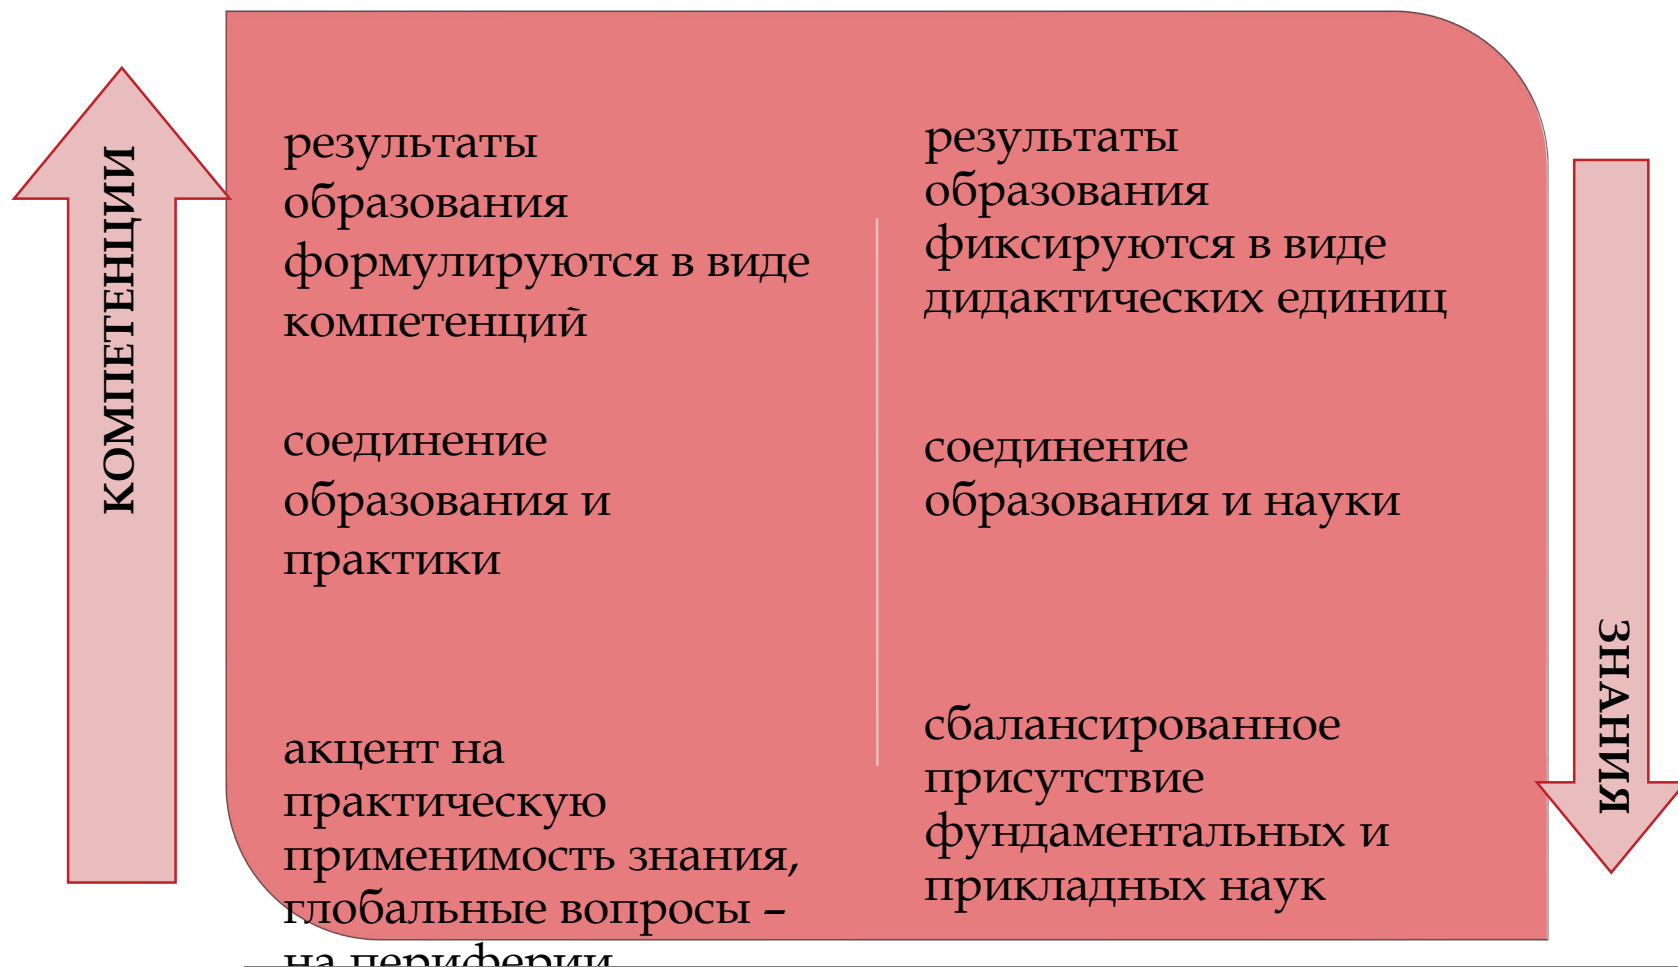 КОМПЕТЕНЦИИ
результаты
образования
формулируются в виде
компетенций
соединение
образования и
практики
акцент на
практическую
применимость знания,
глобальные вопросы –
на периферии
результаты
образования
фиксируются в виде
дидактических единиц
соединение
образования и науки
сбалансированное
присутствие
фундаментальных и
прикладных наук
ЗНАНИЯ